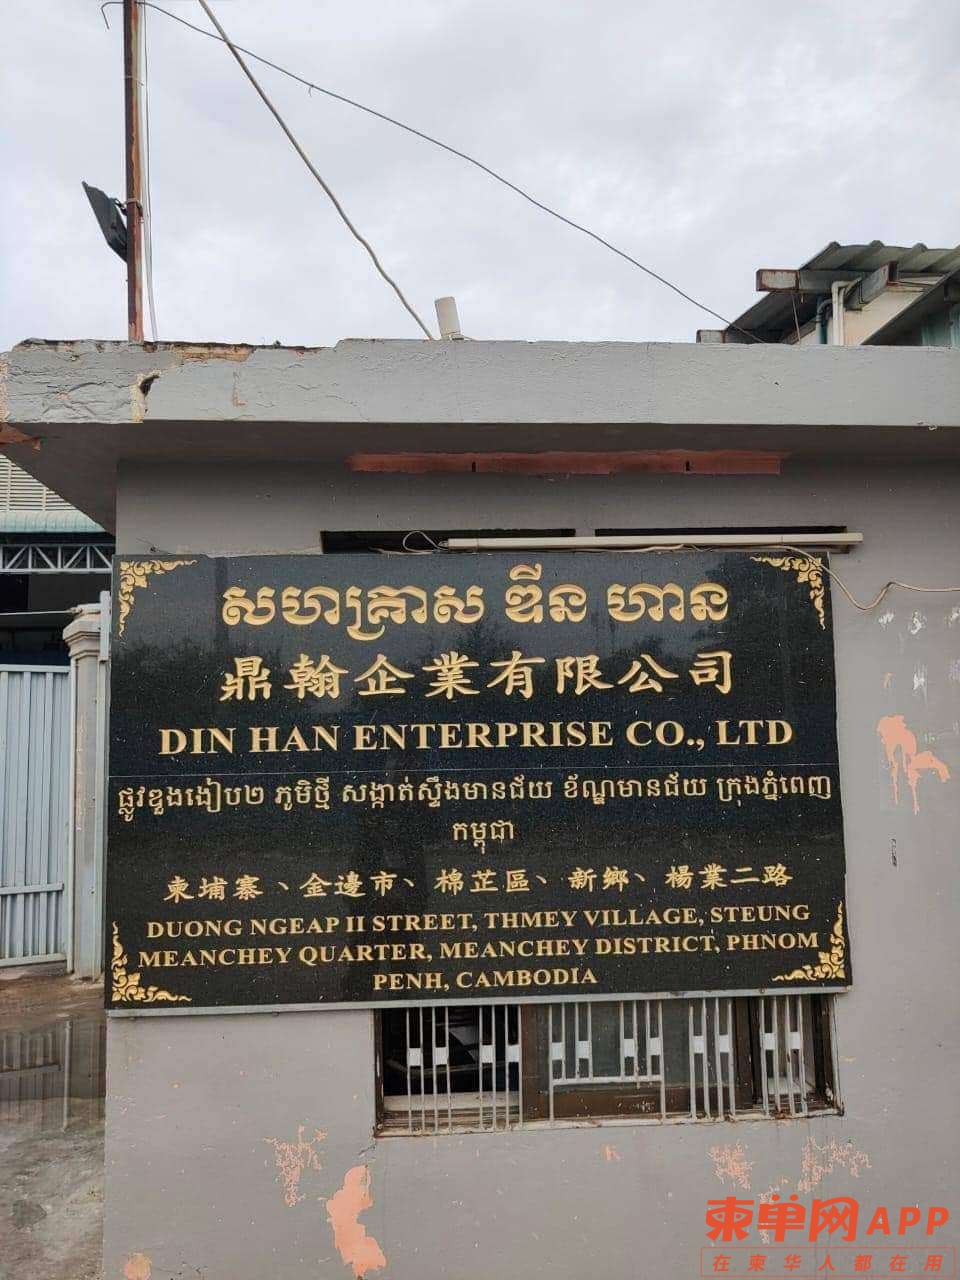 សហគ្រាស ឌីន ហាន
鼎翰企業有限公司
DIN HAN ENTERPRISE CO., LTD
ផ្លូវឌួងងៀប២ ភូមិថ្មី សង្កាត់ស្ទឹងមានជ័យ ខ័ណ្ឌមានជ័យ ក្រុងភ្នំពេញ
កម្ពុជា
柬埔寨、金邊市、棉芷區、新鄉、楊業二路
DUONG NGEAP II STREET, THMEY VILLAGE, STEUNG
MEANCHEY QUARTER, MEANCHEY DISTRICT, PHNOM
PENH, CAMBODIA
柬单网APP
在柬华人都在用